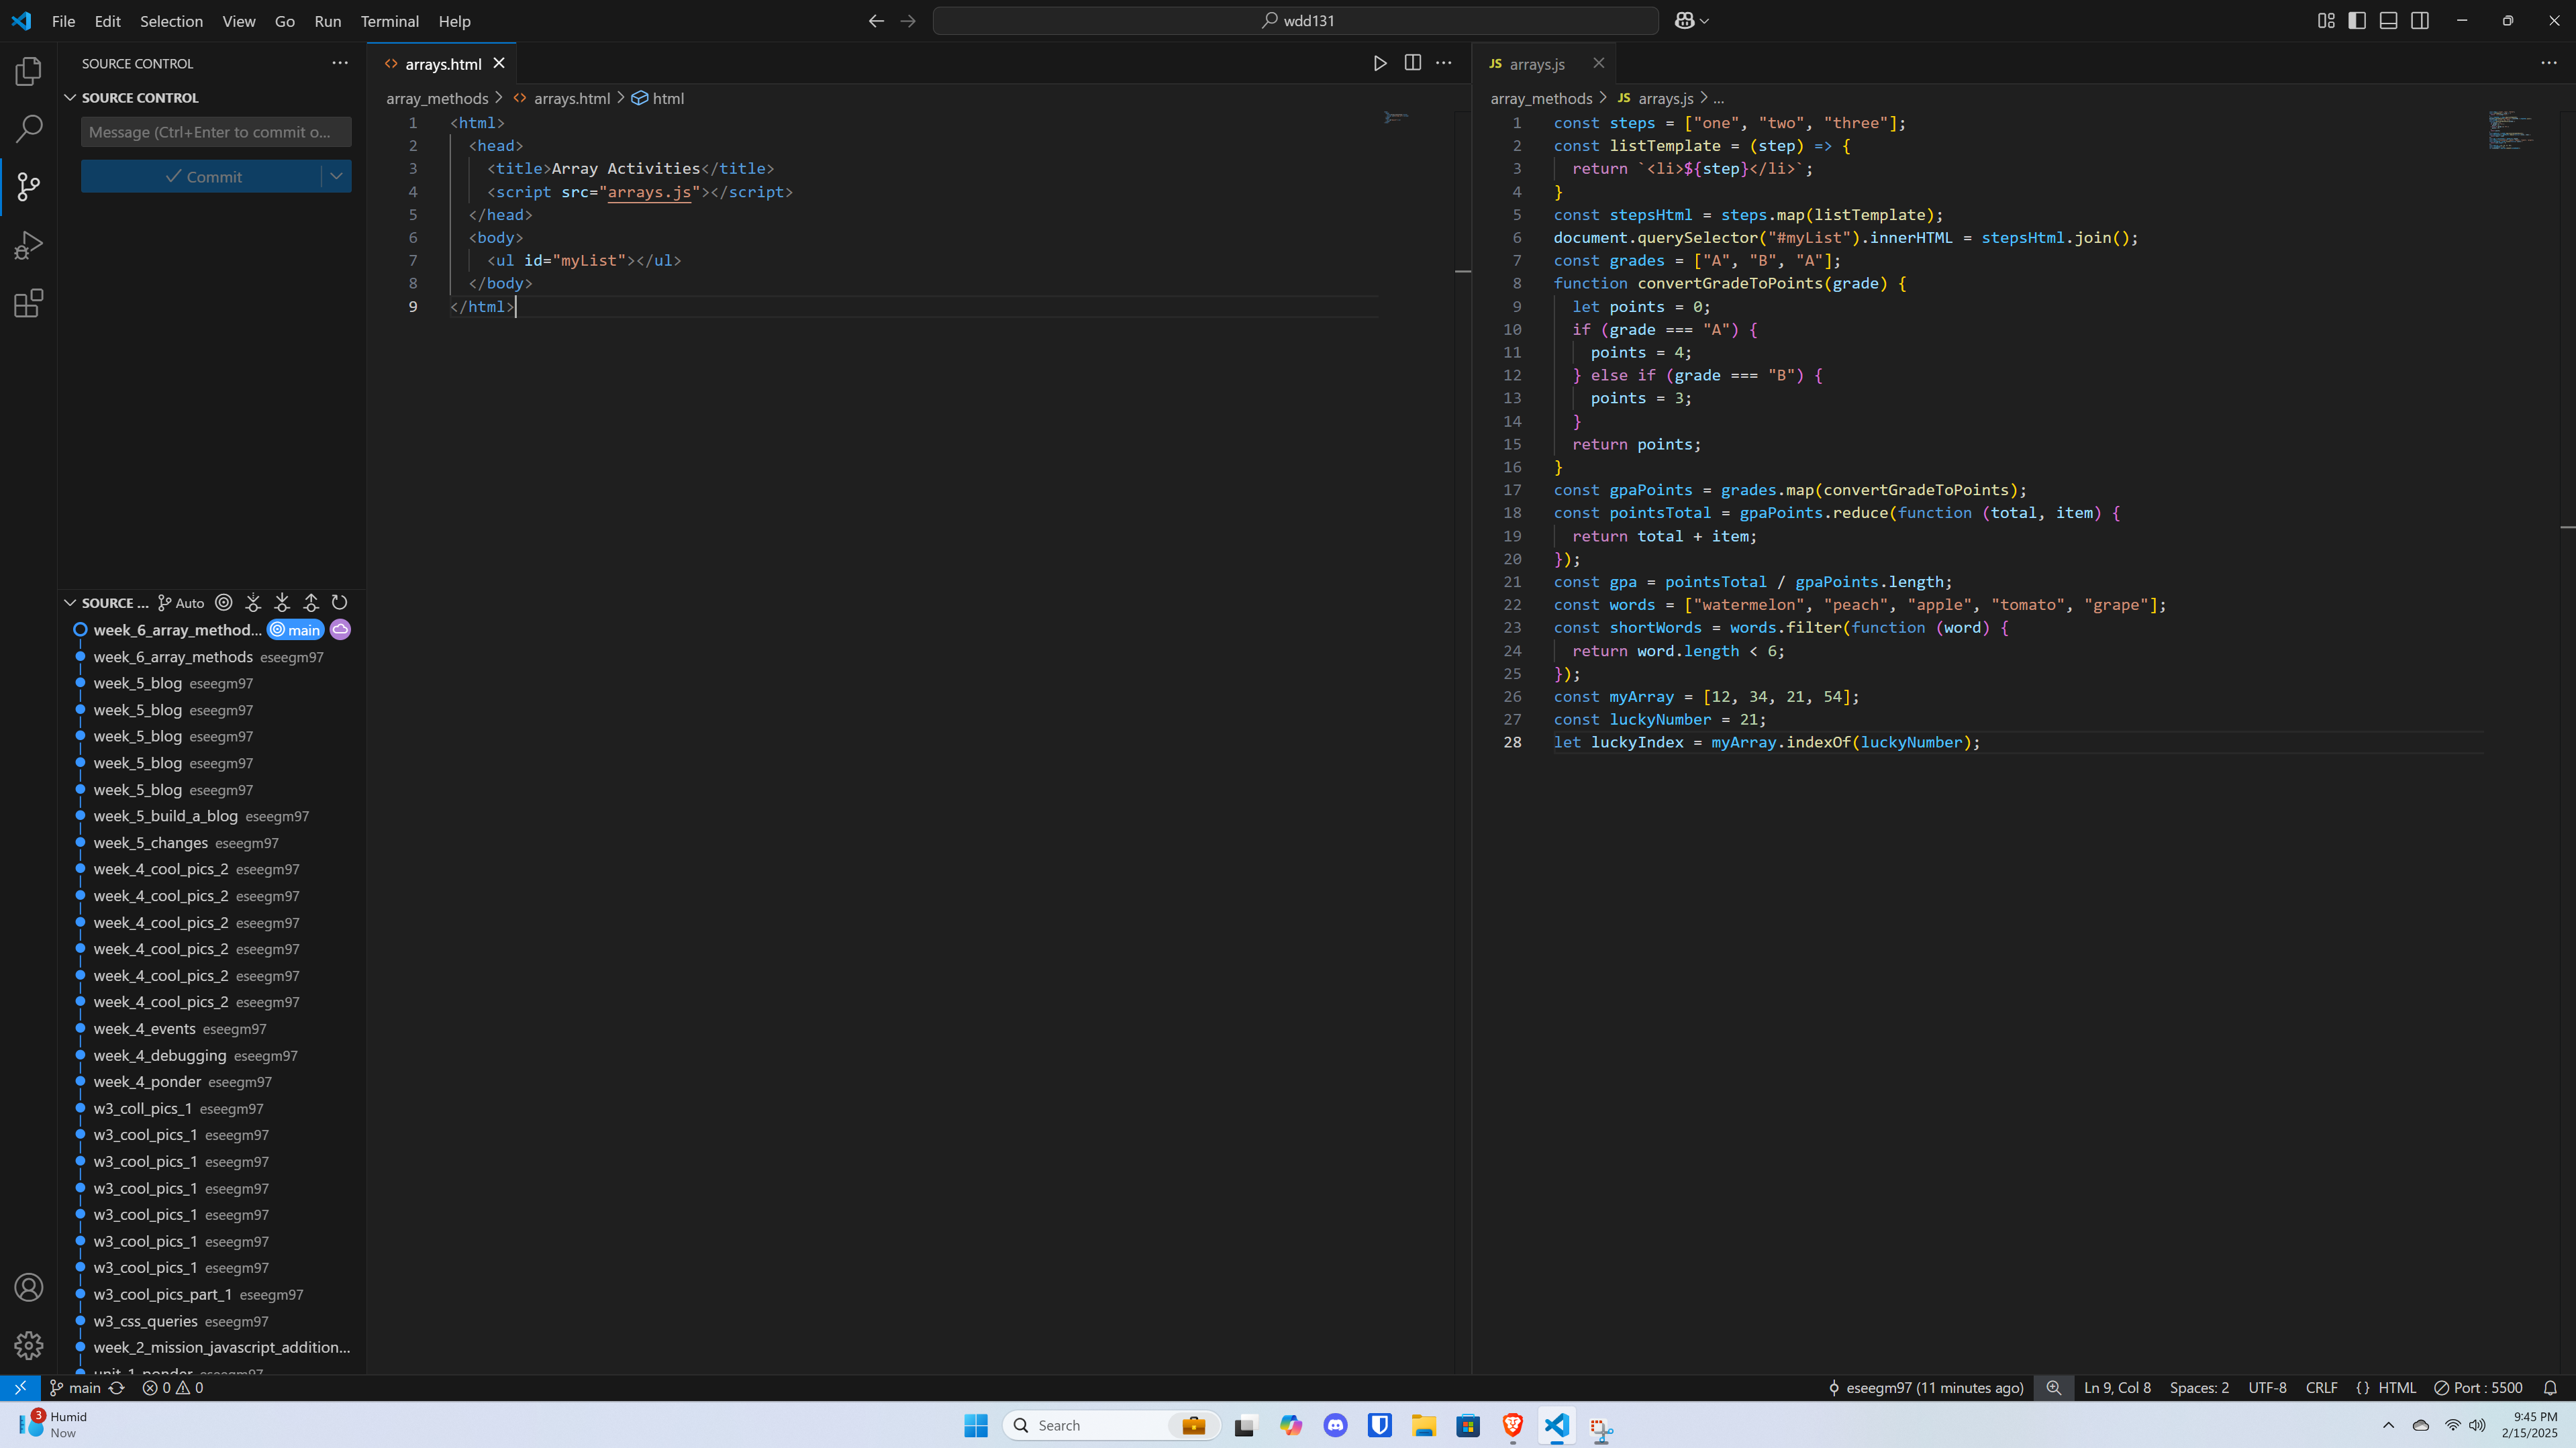 File Edit Selection View Go Run Terminal Help
wdd131
SOURCE CONTROL
SOURCE CONTROL
Message (Ctrl+Enter to commit o...
Commit
SOURCE ...
Auto
week_6_array_method... main
week_6_array_methods eseegm97
week_5_blog eseegm97
week_5_blog eseegm97
week_5_blog eseegm97
week_5_blog eseegm97
week_5_blog eseegm97
week_5_build_a_blog eseegm97
week_5_changes eseegm97
week_4_cool_pics_2 eseegm97
week_4_cool_pics_2 eseegm97
week_4_cool_pics_2 eseegm97
week_4_cool_pics_2 eseegm97
week_4_cool_pics_2 eseegm97
week_4_cool_pics_2 eseegm97
week_4_events eseegm97
week_4_debugging eseegm97
week_4_ponder eseegm97
w3_coll_pics_1 eseegm97
w3_cool_pics_1 eseegm97
w3_cool_pics_1 eseegm97
w3_cool_pics_1 eseegm97
w3_cool_pics_1 eseegm97
w3_cool_pics_1 eseegm97
w3_cool_pics_1 eseegm97
w3_cool_pics_part_1 eseegm97
w3_css_queries eseegm97
week_2_mission_javascript_addition...
unit_1_ponder eseegm97
arrays.html
array_methods > arrays.html > html
1 <html>
2 <head>
3 <title>Array Activities</title>
4 <script src="arrays.js"></script>
5 </head>
6 <body>
7 <ul id="myList"></ul>
8 </body>
9 </html>
JS arrays.js
array_methods > JS arrays.js > ...
1 const steps = ["one", "two", "three"];
2 const listTemplate = (step) => {
3 return `<li>${step}</li>`;
4 }
5 const stepsHtml = steps.map(listTemplate);
6 document.querySelector("#myList").innerHTML = stepsHtml.join();
7 const grades = ["A", "B", "A"];
8 function convertGradeToPoints(grade) {
9 let points = 0;
10 if (grade === "A") {
11 points = 4;
12 } else if (grade === "B") {
13 points = 3;
14 }
15 return points;
16 }
17 const gpaPoints = grades.map(convertGradeToPoints);
18 const pointsTotal = gpaPoints.reduce(function (total, item) {
19 return total + item;
20 });
21 const gpa = pointsTotal / gpaPoints.length;
22 const words = ["watermelon", "peach", "apple", "tomato", "grape"];
23 const shortWords = words.filter(function (word) {
24 return word.length < 6;
25 });
26 const myArray = [12, 34, 21, 54];
27 const luckyNumber = 21;
28 let luckyIndex = myArray.indexOf(luckyNumber);
main 0 0 eseegm97 (11 minutes ago) Ln 9, Col 8 Spaces: 2 UTF-8 CRLF {} HTML Port : 5500
3 Humid
Now
Search
9:45 PM
2/15/2025